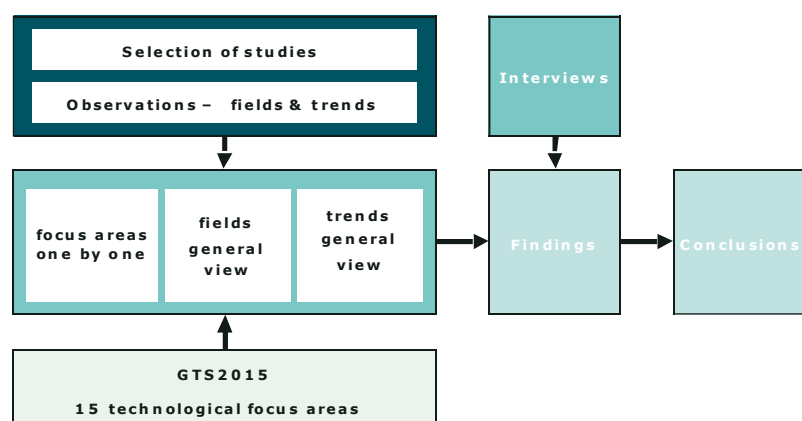 Selection of studies
Observations – fields & trends
Interviews
focus areas
one by one
fields
general
view
trends
general
view
Findings
Conclusions
GTS2015
15 technological focus areas